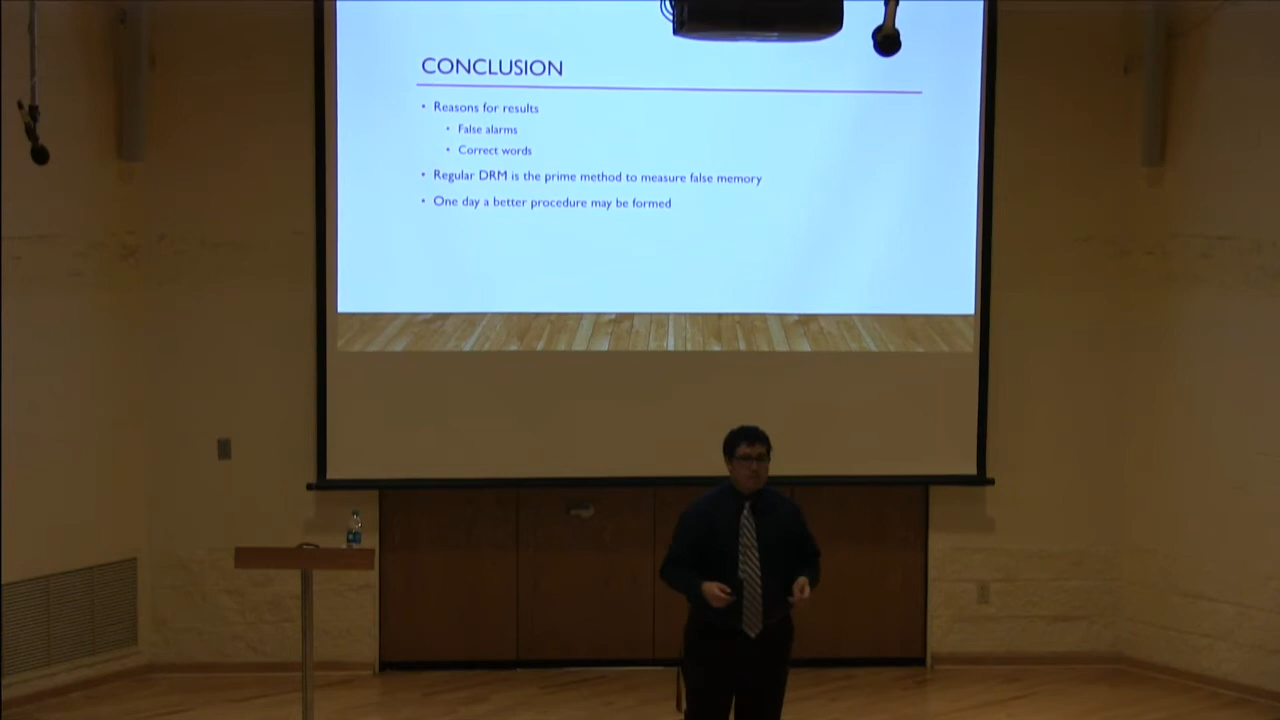 CONCLUSION
• Reasons for results
• False alarms
• Correct words
• Regular DRM is the prime method to measure false memory
• One day a better procedure may be formed